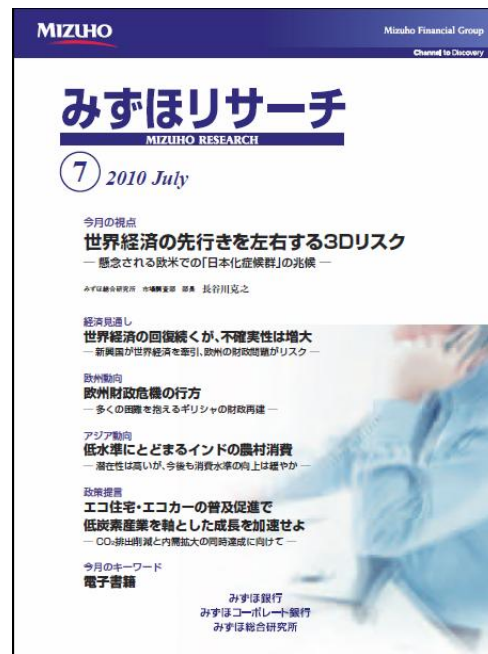 MIZUHO
Mizuho Financial Group
Channel to Discovery
みずほリサーチ
MIZUHO RESEARCH
7 2010 July
今月の視点
世界経済の先行きを左右する3Dリスク
― 懸念される欧米での「日本化症候群」の兆候 ―
みずほ総合研究所 市場調査部 部長 長谷川克之
経済見通し
世界経済の回復続くが、不確実性は増大
― 新興国が世界経済を牽引、欧州の財政問題がリスク ―
欧州動向
欧州財政危機の行方
― 多くの困難を抱えるギリシャの財政再建 ―
アジア動向
低水準にとどまるインドの農村消費
― 潜在性は高いが、今後も消費水準の向上は緩やか ―
政策提言
エコ住宅・エコカーの普及促進で
低炭素産業を軸とした成長を加速せよ
― CO₂排出削減と内需拡大の同時達成に向けて ―
今月のキーワード
電子書籍
みずほ銀行
みずほコーポレート銀行
みずほ総合研究所